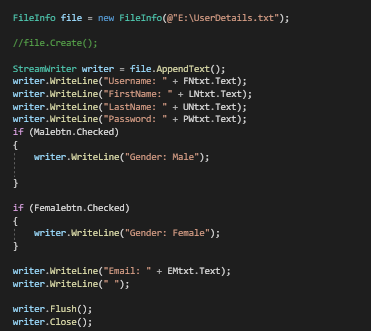 FileInfo file = new FileInfo(@"E:\UserDetails.txt");
//file.Create();
StreamWriter writer = file.AppendText();
writer.WriteLine("Username: " + FNtxt.Text);
writer.WriteLine("FirstName: " + LNtxt.Text);
writer.WriteLine("LastName: " + UNtxt.Text);
writer.WriteLine("Password: " + PWtxt.Text);
if (Malebtn.Checked)
{
    writer.WriteLine("Gender: Male");
}
if (Femalebtn.Checked)
{
    writer.WriteLine("Gender: Female");
}
writer.WriteLine("Email: " + EMtxt.Text);
writer.WriteLine(" ");
writer.Flush();
writer.Close();